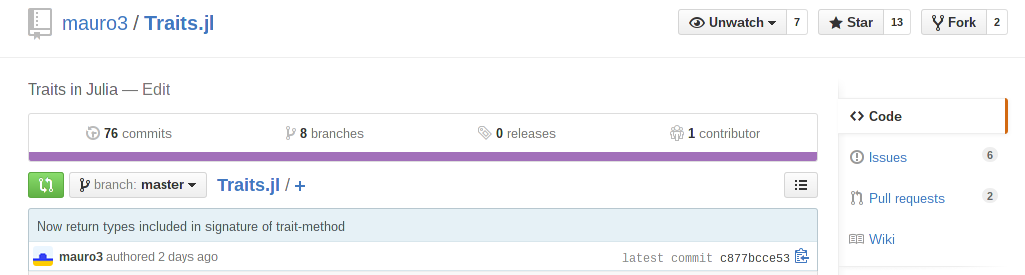 mauro3 / Traits.jl
Unwatch 7 Star 13 Fork 2
Traits in Julia — Edit
76 commits 8 branches 0 releases 1 contributor
branch: master Traits.jl / +
Now return types included in signature of trait-method
mauro3 authored 2 days ago latest commit c877bcce53
Code
Issues 6
Pull requests 2
Wiki